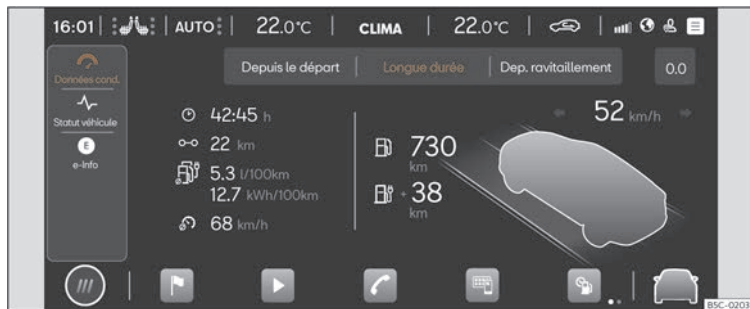 16:01 AUTO 22.0°C CLIMA 22.0°C
Données cond.
Statut véhicule
E
e-Info
Depuis le départ Longue durée Dep. ravitaillement 0.0
42:45 h
22 km
5.3 l/100km
12.7 kWh/100km
68 km/h
730
km
+38
km
52 km/h
B5C-0203